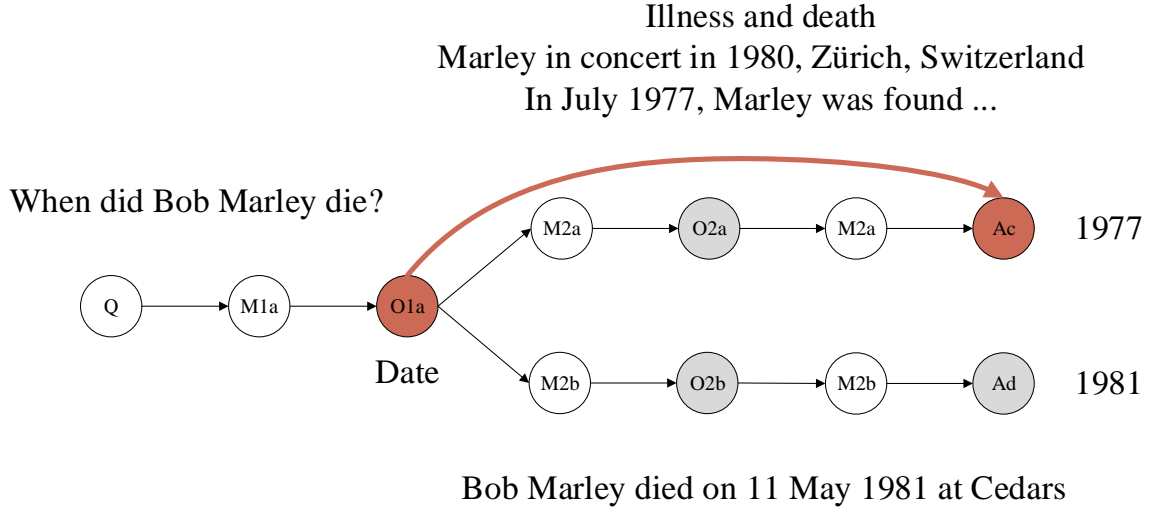 Illness and death
Marley in concert in 1980, Zürich, Switzerland
In July 1977, Marley was found ...
When did Bob Marley die?
M2a
O2a
M2a
Ac
1977
Q
M1a
O1a
Date
M2b
O2b
M2b
Ad
1981
Bob Marley died on 11 May 1981 at Cedars